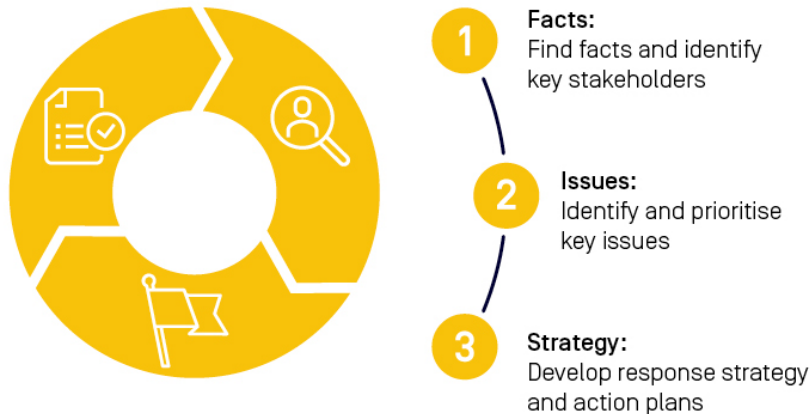 1
Facts:
Find facts and identify
key stakeholders
2
Issues:
Identify and prioritise
key issues
3
Strategy:
Develop response strategy
and action plans